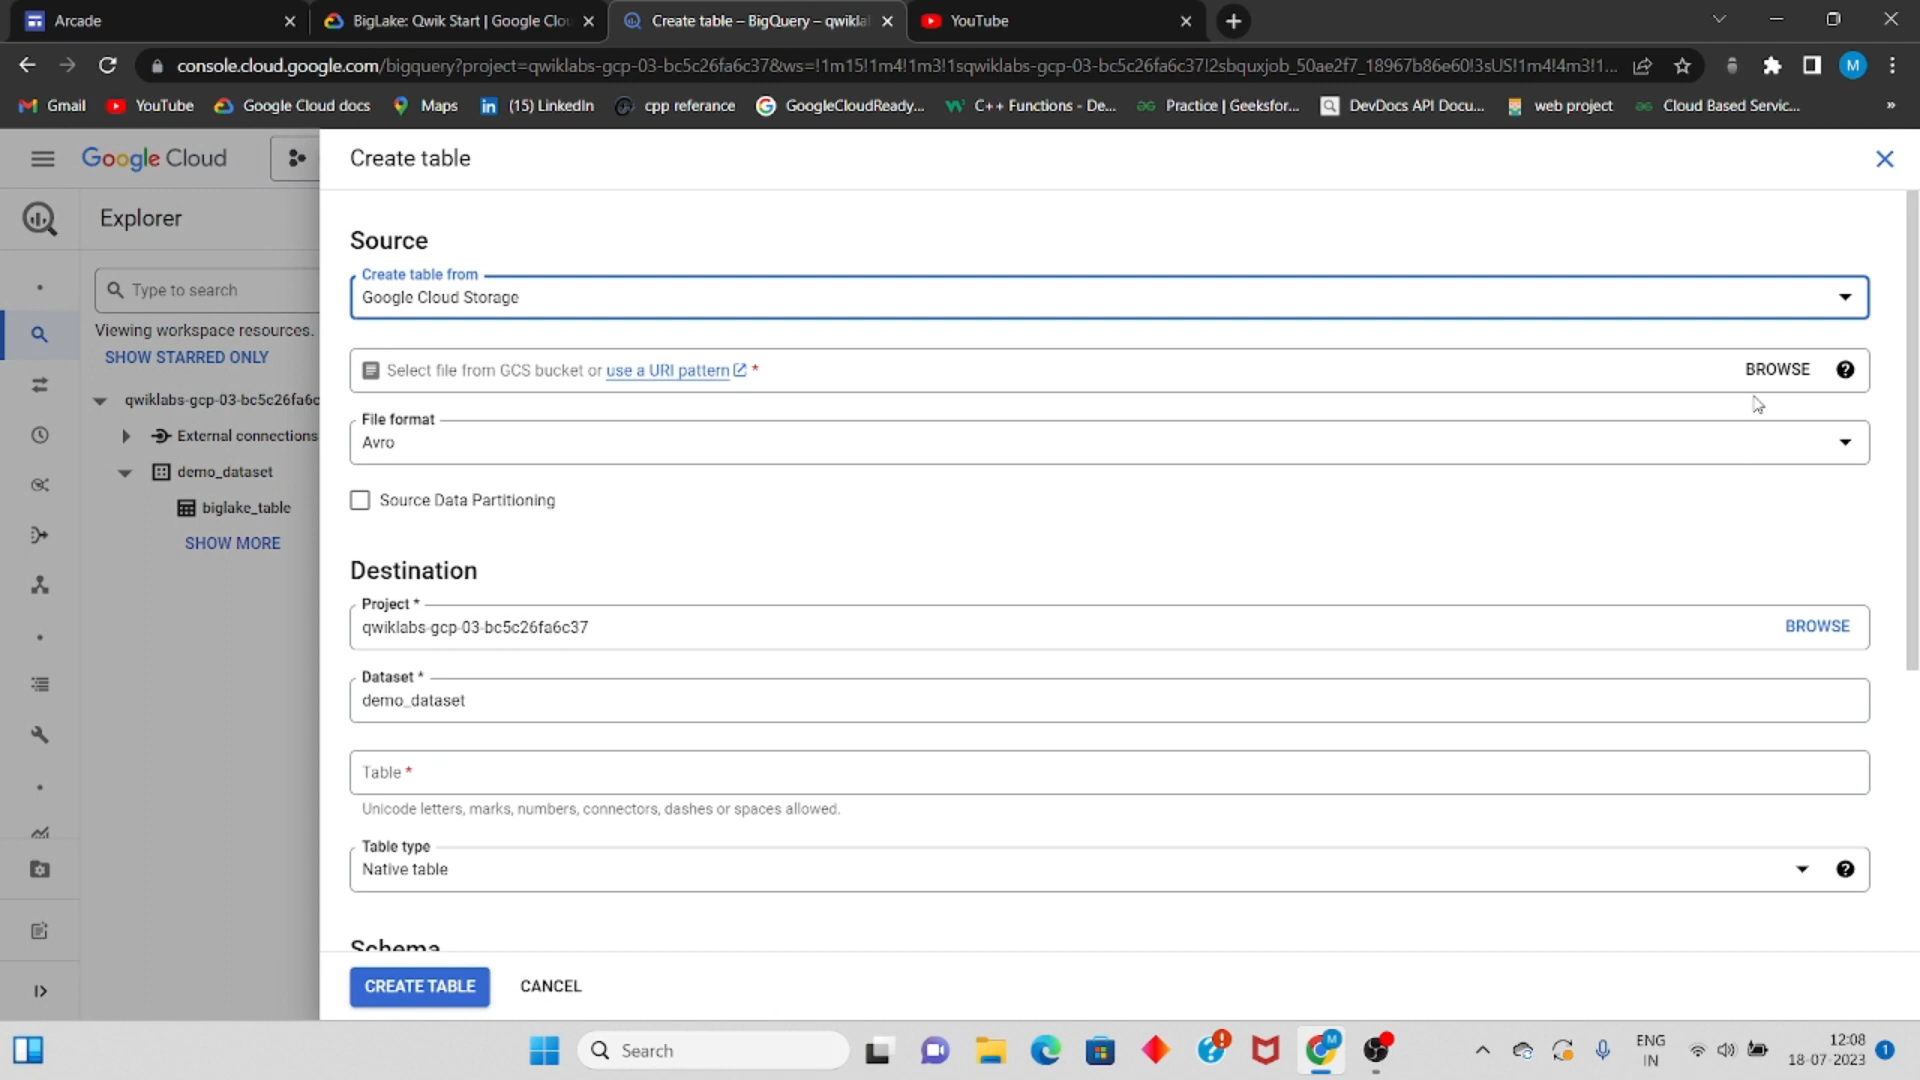 Arcade
BigLake: Qwik Start | Google Clou
Create table – BigQuery – qwikla
YouTube
console.cloud.google.com/bigquery?project=qwiklabs-gcp-03-bc5c26fa6c37&ws=!1m15!1m4!1m3!1sqwiklabs-gcp-03-bc5c26fa6c37!2sbquxjob_50ae2f7_18967b86e60!3sUS!1m4!4m3!1...
M
Gmail
YouTube
Google Cloud docs
Maps
(15) LinkedIn
cpp referance
GoogleCloudReady...
C++ Functions - De...
Practice | Geeksfor...
DevDocs API Docu...
web project
Cloud Based Servic...
»
Google Cloud
Create table
Explorer
Type to search
Viewing workspace resources.
SHOW STARRED ONLY
qwiklabs-gcp-03-bc5c26fa6c
External connections
demo_dataset
biglake_table
SHOW MORE
Source
Create table from
Google Cloud Storage
Select file from GCS bucket or use a URI pattern *
BROWSE
File format
Avro
Source Data Partitioning
Destination
Project *
qwiklabs-gcp-03-bc5c26fa6c37
BROWSE
Dataset *
demo_dataset
Table *
Unicode letters, marks, numbers, connectors, dashes or spaces allowed.
Table type
Native table
Schema
CREATE TABLE
CANCEL
Search
M
ENG
IN
12:08
18-07-2023
1